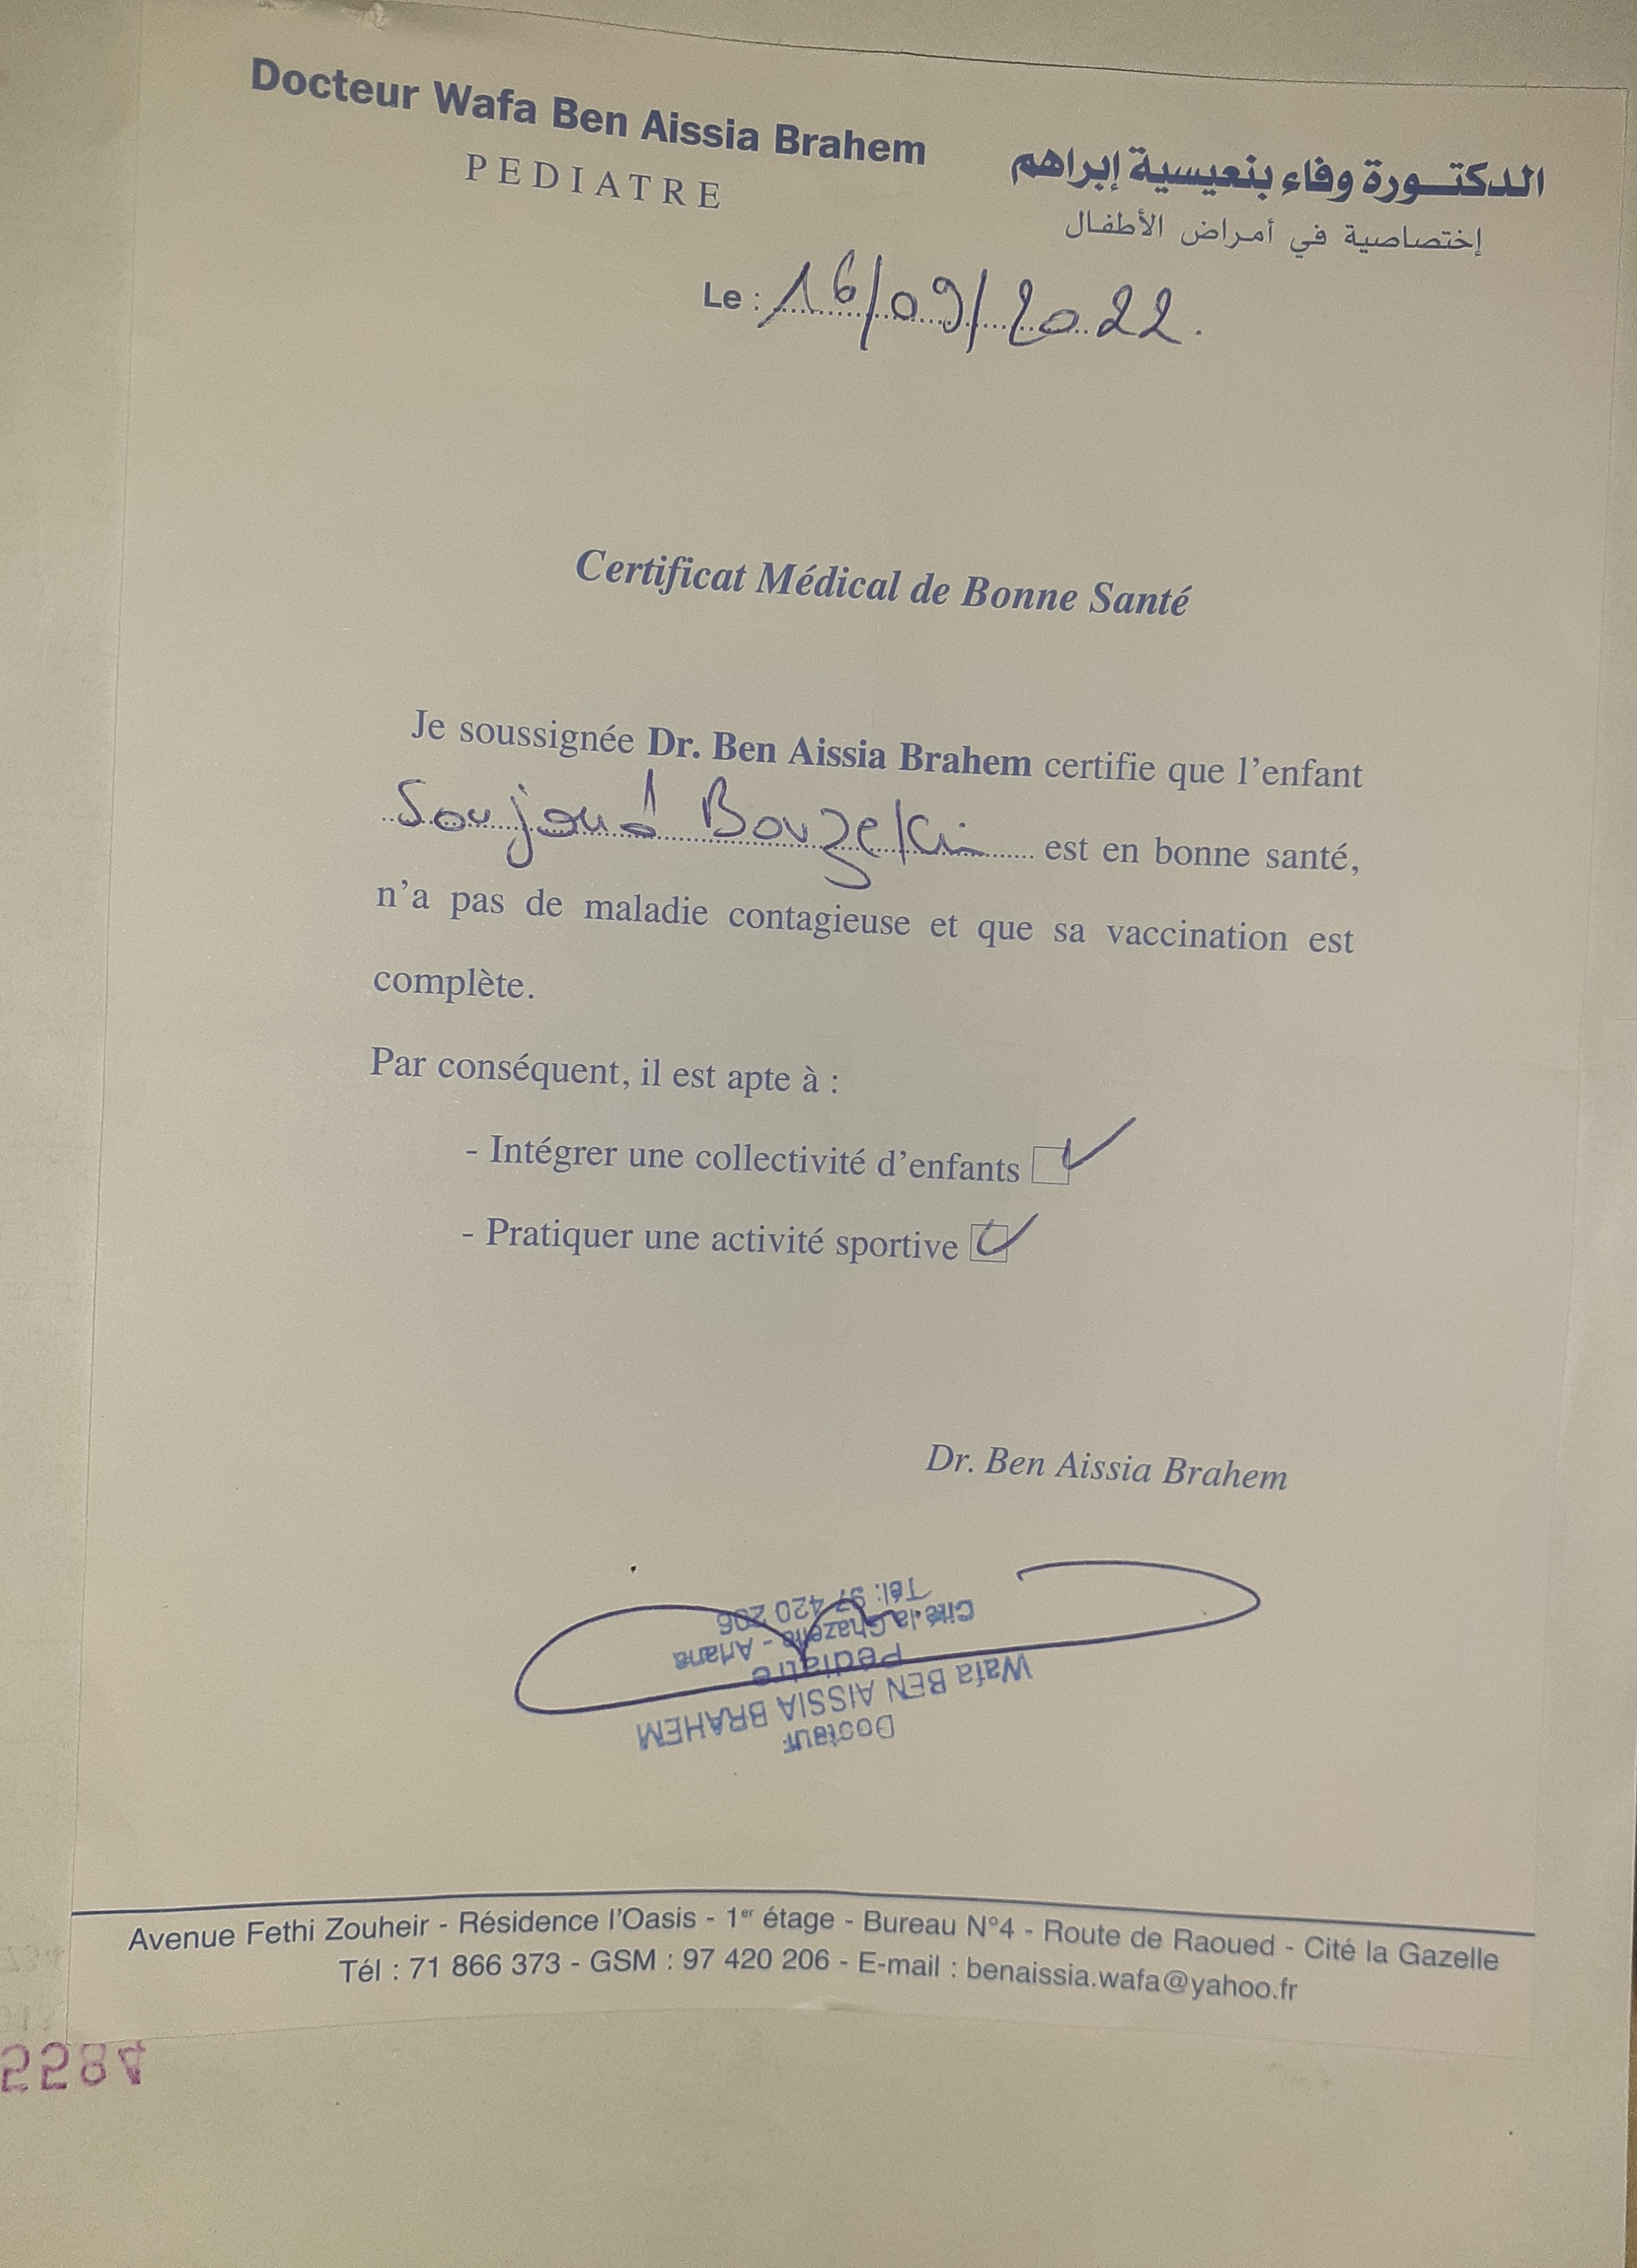 Docteur Wafa Ben Aissia Brahem
PEDIATRE
الدكتـورة وفاء بنعيسية إبراهم
إختصاصية في أمراض الأطفال
Le : 16/09/2022.
Certificat Médical de Bonne Santé
Je soussignée Dr. Ben Aissia Brahem certifie que l'enfant
Soujoud est en bonne santé,
n'a pas de maladie contagieuse et que sa vaccination est
complète.
Par conséquent, il est apte à :
- Intégrer une collectivité d'enfants
- Pratiquer une activité sportive
Dr. Ben Aissia Brahem
Docteur
Wafa BEN AISSIA BRAHEM
Pédiatre
Cité la Ghazelle - Ariana
Tél: 97 420 206
Avenue Fethi Zouheir - Résidence l'Oasis - 1er étage - Bureau N°4 - Route de Raoued - Cité la Gazelle
Tél : 71 866 373 - GSM : 97 420 206 - E-mail : benaissia.wafa@yahoo.fr